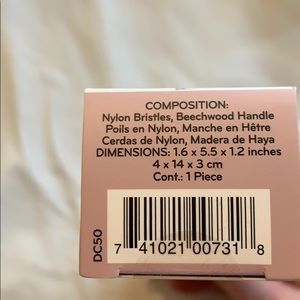 COMPOSITION:
Nylon Bristles, Beechwood Handle
Poils en Nylon, Manche en Hêtre
Cerdas de Nylon, Madera de Haya
DIMENSIONS: 1.6 x 5.5 x 1.2 inches
4 x 14 x 3 cm
Cont.: 1 Piece
DC50
7 41021 00731 8